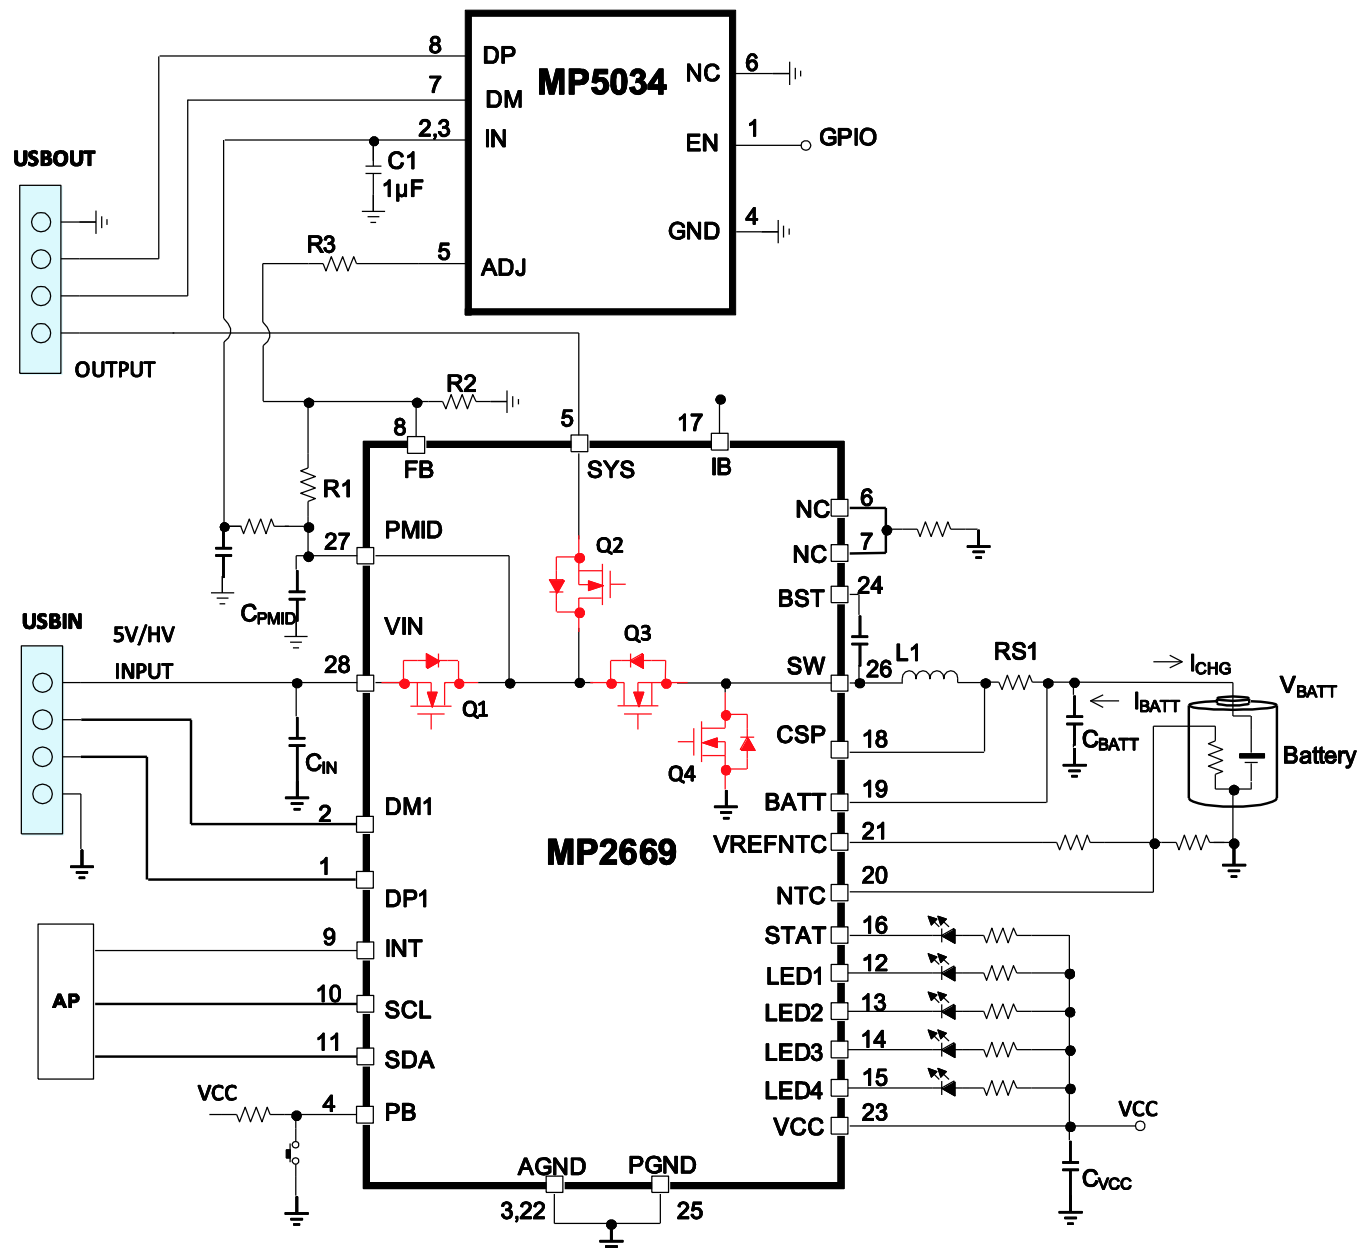 8 DP
MP5034
NC 6
7 DM
2,3 IN
EN 1 GPIO
USBOUT
C1
1µF
GND 4
R3 5 ADJ
OUTPUT
R2
8 FB
5 SYS
17 IB
R1
NC 6
NC 7
27 PMID
Q2
BST 24
CPMID
USBIN
5V/HV
INPUT
28 VIN
Q3
SW 26 L1 RS1
ICHG
VBATT
IBATT
Q1
CSP 18
CBATT
Battery
CIN
Q4
2 DM1
BATT 19
MP2669
VREFNTC 21
1 DP1
NTC 20
STAT 16
AP
9 INT
LED1 12
10 SCL
LED2 13
11 SDA
LED3 14
LED4 15
VCC
4 PB
VCC 23 VCC
AGND PGND
3,22 25
CVCC